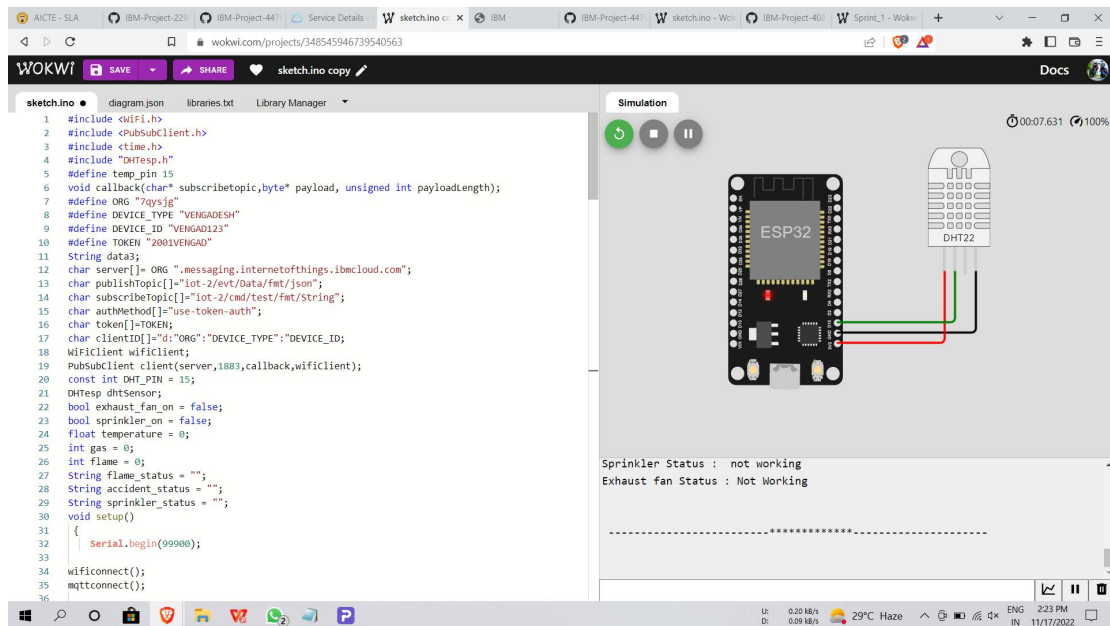 AICTE - SLA
IBM-Project-229
IBM-Project-447
Service Details -
sketch.ino co
IBM
IBM-Project-447
sketch.ino - Wok
IBM-Project-408
Sprint_1 - Wokw
wokwi.com/projects/348545946739540563
WOKWI
SAVE
SHARE
sketch.ino copy
Docs
sketch.ino
diagram.json
libraries.txt
Library Manager
1 #include <WiFi.h>
2 #include <PubSubClient.h>
3 #include <time.h>
4 #include "DHTesp.h"
5 #define temp_pin 15
6 void callback(char* subscribetopic,byte* payload, unsigned int payloadLength);
7 #define ORG "7qysjg"
8 #define DEVICE_TYPE "VENGADESH"
9 #define DEVICE_ID "VENGAD123"
10 #define TOKEN "2001VENGAD"
11 String data3;
12 char server[]= ORG ".messaging.internetofthings.ibmcloud.com";
13 char publishTopic[]="iot-2/evt/Data/fmt/json";
14 char subscribeTopic[]="iot-2/cmd/test/fmt/String";
15 char authMethod[]="use-token-auth";
16 char token[]=TOKEN;
17 char clientID[]="d:"ORG":"DEVICE_TYPE":"DEVICE_ID;
18 WiFiClient wifiClient;
19 PubSubClient client(server,1883,callback,wifiClient);
20 const int DHT_PIN = 15;
21 DHTesp dhtSensor;
22 bool exhaust_fan_on = false;
23 bool sprinkler_on = false;
24 float temperature = 0;
25 int gas = 0;
26 int flame = 0;
27 String flame_status = "";
28 String accident_status = "";
29 String sprinkler_status = "";
30 void setup()
31 {
32 Serial.begin(99900);
33
34 wificonnect();
35 mqttconnect();
36
Simulation
00:07.631 100%
ESP32
DHT22
Sprinkler Status : not working
Exhaust fan Status : Not Working
-------------------------*************---------------------
U: 0.20 kB/s
D: 0.09 kB/s
29°C Haze
ENG
IN
2:23 PM
11/17/2022